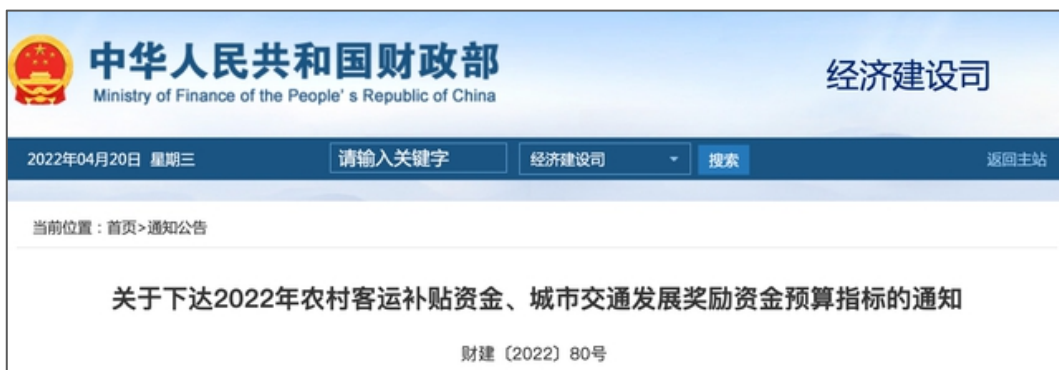 中华人民共和国财政部
Ministry of Finance of the People' s Republic of China
经济建设司
2022年04月20日 星期三
请输入关键字
经济建设司
搜索
返回主站
当前位置：首页>通知公告
关于下达2022年农村客运补贴资金、城市交通发展奖励资金预算指标的通知
财建〔2022〕80号